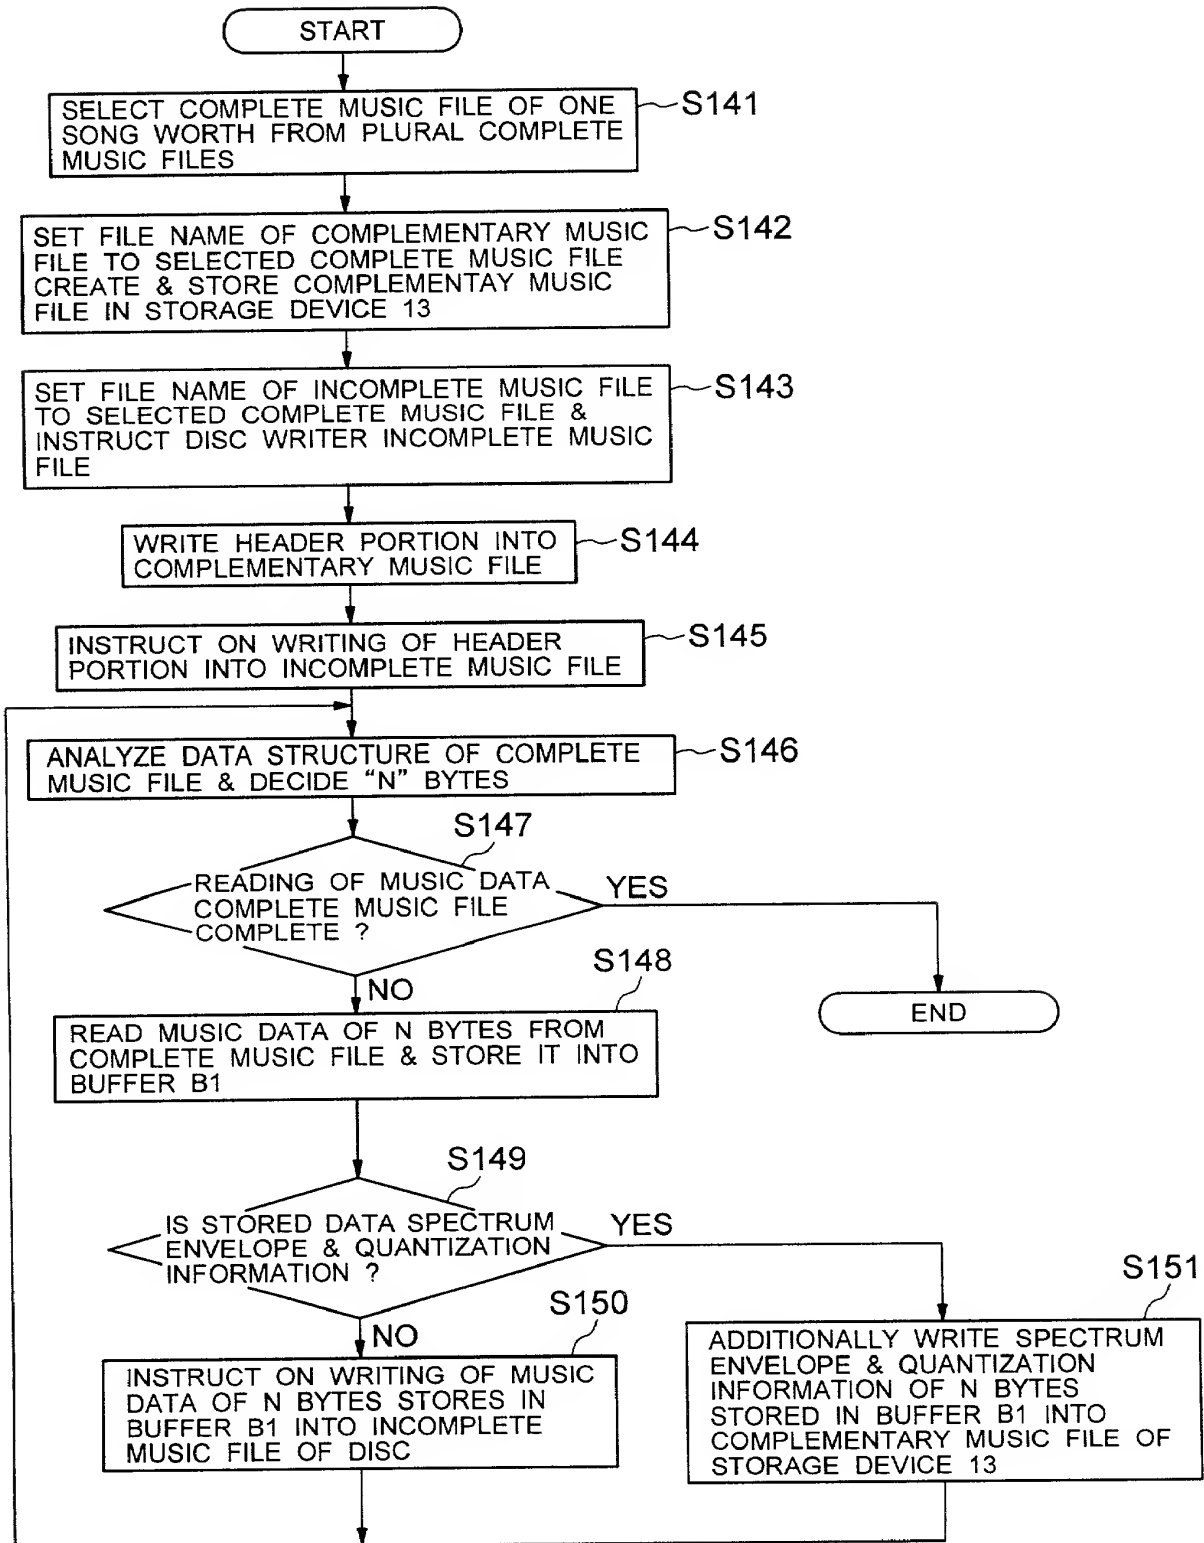 START
SELECT COMPLETE MUSIC FILE OF ONE
SONG WORTH FROM PLURAL COMPLETE
MUSIC FILES
S141
SET FILE NAME OF COMPLEMENTARY MUSIC
FILE TO SELECTED COMPLETE MUSIC FILE
CREATE & STORE COMPLEMENTAY MUSIC
FILE IN STORAGE DEVICE 13
S142
SET FILE NAME OF INCOMPLETE MUSIC FILE
TO SELECTED COMPLETE MUSIC FILE &
INSTRUCT DISC WRITER INCOMPLETE MUSIC
FILE
S143
WRITE HEADER PORTION INTO
COMPLEMENTARY MUSIC FILE
S144
INSTRUCT ON WRITING OF HEADER
PORTION INTO INCOMPLETE MUSIC FILE
S145
ANALYZE DATA STRUCTURE OF COMPLETE
MUSIC FILE & DECIDE “N” BYTES
S146
S147
READING OF MUSIC DATA
COMPLETE MUSIC FILE
COMPLETE ?
YES
NO
END
S148
READ MUSIC DATA OF N BYTES FROM
COMPLETE MUSIC FILE & STORE IT INTO
BUFFER B1
S149
IS STORED DATA SPECTRUM
ENVELOPE & QUANTIZATION
INFORMATION ?
YES
NO
S150
INSTRUCT ON WRITING OF MUSIC
DATA OF N BYTES STORES IN
BUFFER B1 INTO INCOMPLETE
MUSIC FILE OF DISC
S151
ADDITIONALLY WRITE SPECTRUM
ENVELOPE & QUANTIZATION
INFORMATION OF N BYTES
STORED IN BUFFER B1 INTO
COMPLEMENTARY MUSIC FILE OF
STORAGE DEVICE 13